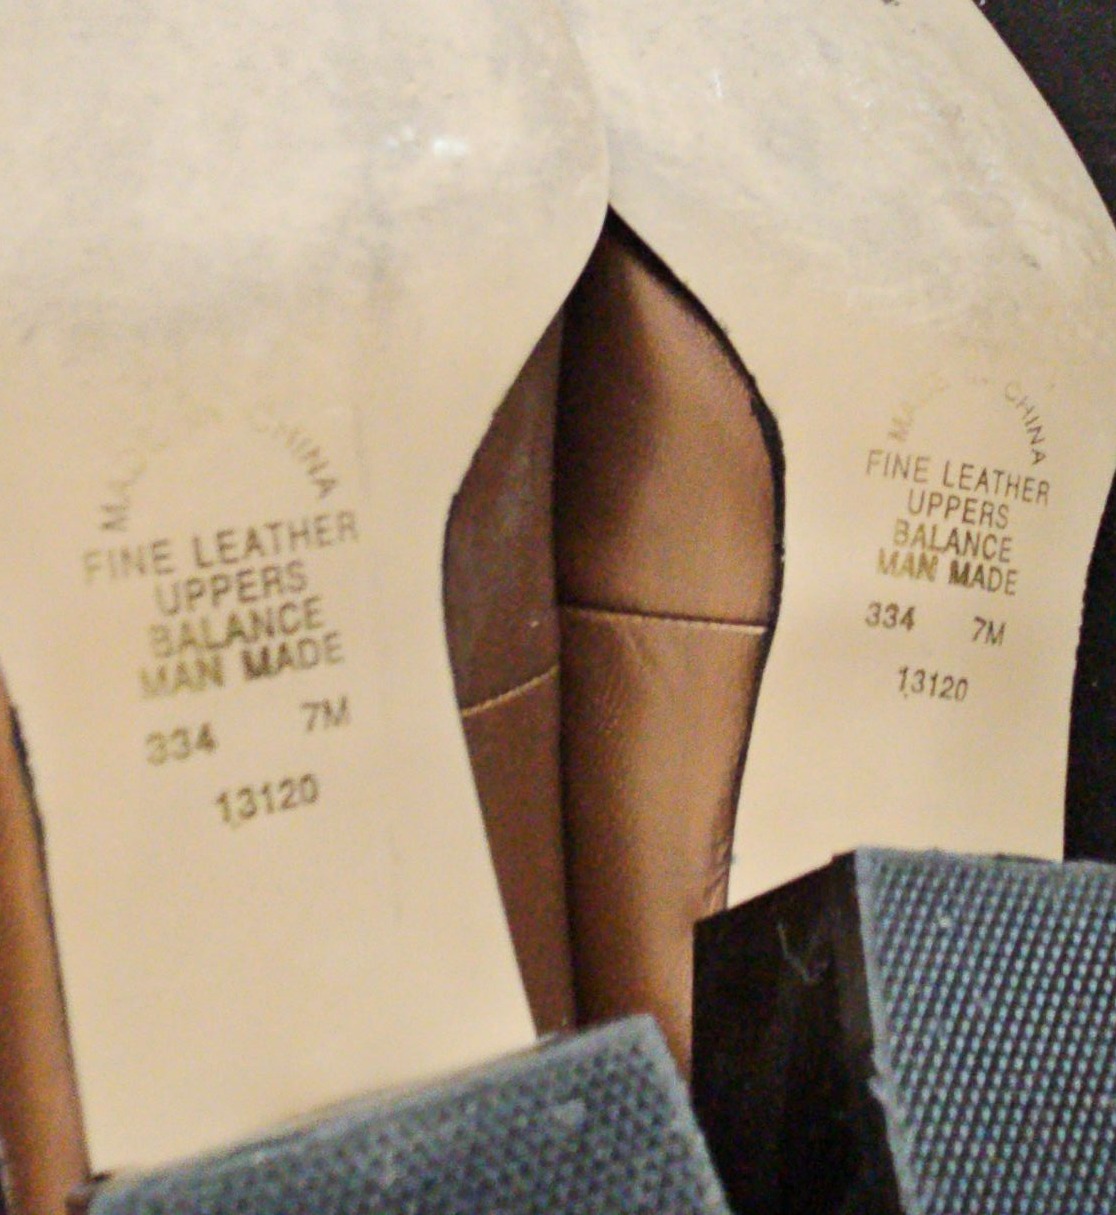 CHINA
FINE LEATHER
UPPERS
BALANCE
MAN MADE
334 7M
13120
CHINA
FINE LEATHER
UPPERS
BALANCE
MAN MADE
334 7M
13120